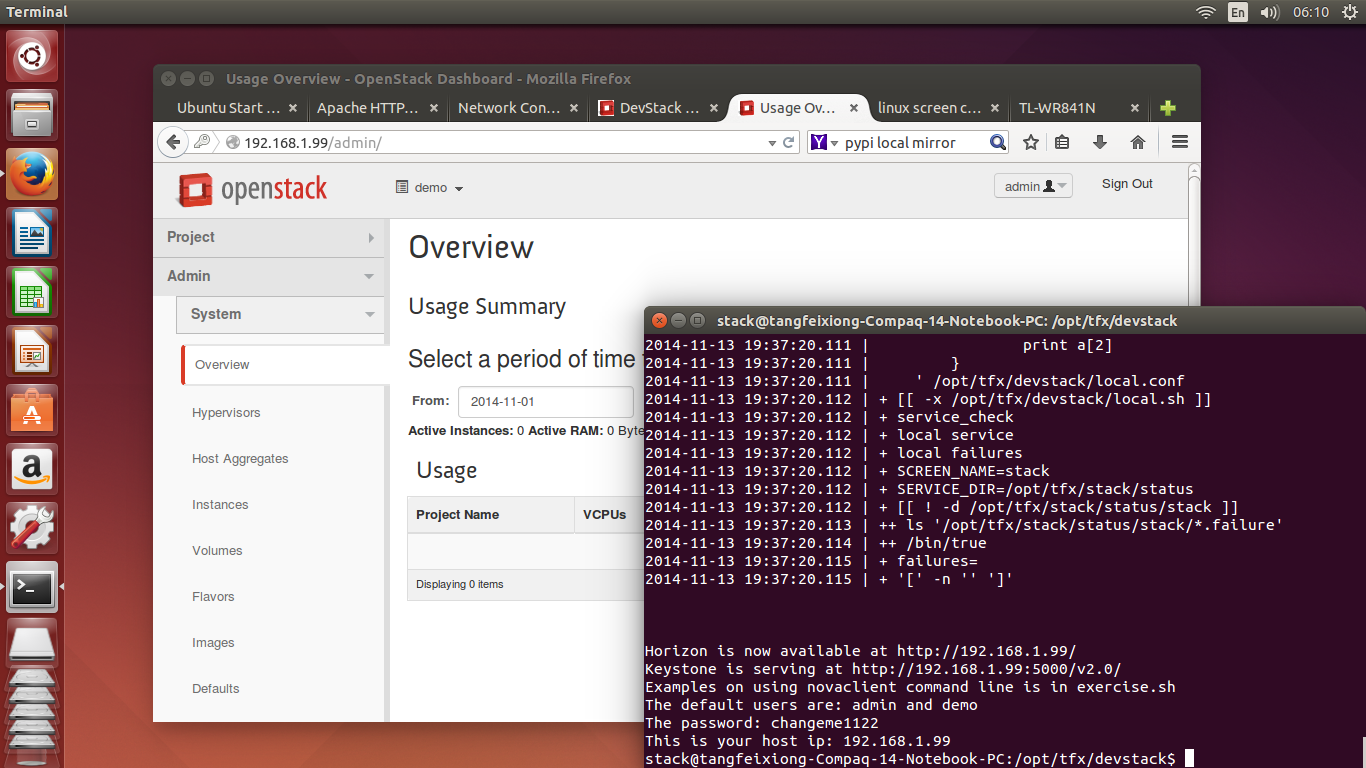 Terminal
En
06:10
Usage Overview - OpenStack Dashboard - Mozilla Firefox
Ubuntu Start ...
Apache HTTP...
Network Con...
DevStack ...
Usage Ov...
linux screen c...
TL-WR841N
192.168.1.99/admin/
pypi local mirror
openstack
demo
admin
Sign Out
Project
Admin
System
Overview
Hypervisors
Host Aggregates
Instances
Volumes
Flavors
Images
Defaults
Overview
Usage Summary
Select a period of time
From: 2014-11-01
Active Instances: 0 Active RAM: 0 Byte
Usage
Project Name VCPUs
Displaying 0 items
stack@tangfeixiong-Compaq-14-Notebook-PC: /opt/tfx/devstack
2014-11-13 19:37:20.111 | print a[2]
2014-11-13 19:37:20.111 | }
2014-11-13 19:37:20.111 | ' /opt/tfx/devstack/local.conf
2014-11-13 19:37:20.112 | + [[ -x /opt/tfx/devstack/local.sh ]]
2014-11-13 19:37:20.112 | + service_check
2014-11-13 19:37:20.112 | + local service
2014-11-13 19:37:20.112 | + local failures
2014-11-13 19:37:20.112 | + SCREEN_NAME=stack
2014-11-13 19:37:20.112 | + SERVICE_DIR=/opt/tfx/stack/status
2014-11-13 19:37:20.112 | + [[ ! -d /opt/tfx/stack/status/stack ]]
2014-11-13 19:37:20.113 | ++ ls '/opt/tfx/stack/status/stack/*.failure'
2014-11-13 19:37:20.114 | ++ /bin/true
2014-11-13 19:37:20.115 | + failures=
2014-11-13 19:37:20.115 | + '[' -n '' ']'
Horizon is now available at http://192.168.1.99/
Keystone is serving at http://192.168.1.99:5000/v2.0/
Examples on using novaclient command line is in exercise.sh
The default users are: admin and demo
The password: changeme1122
This is your host ip: 192.168.1.99
stack@tangfeixiong-Compaq-14-Notebook-PC:/opt/tfx/devstack$